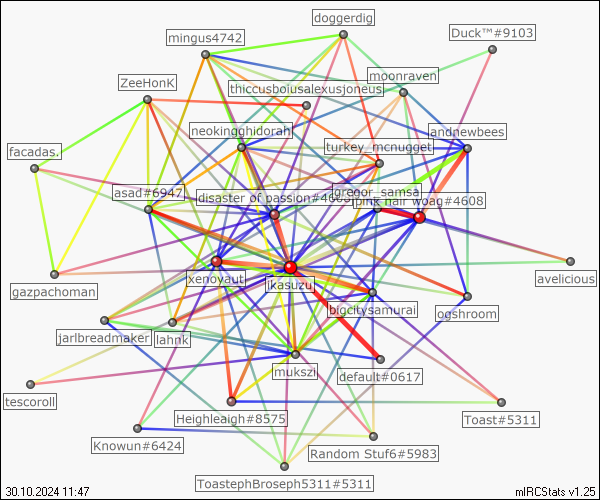 doggerdig
Duck™#9103
mingus4742
moonraven
ZeeHonK
thiccusboiusalexusjoneus
neokingghidorah
andnewbees
turkey_mcnugget
facadas.
asad#6947
gregor_samsa
disaster of passion#4608
pink hair woag#4608
gazpachoman
xenoyaut
ikasuzu
avelicious
bigcitysamurai
ogshroom
jarlbreadmaker
lahnk
mukszi
default#0617
tescoroll
Heighleaigh#8575
Toast#5311
Knowun#6424
Random Stuf6#5983
ToastephBroseph5311#5311
30.10.2024 11:47
mIRCStats v1.25